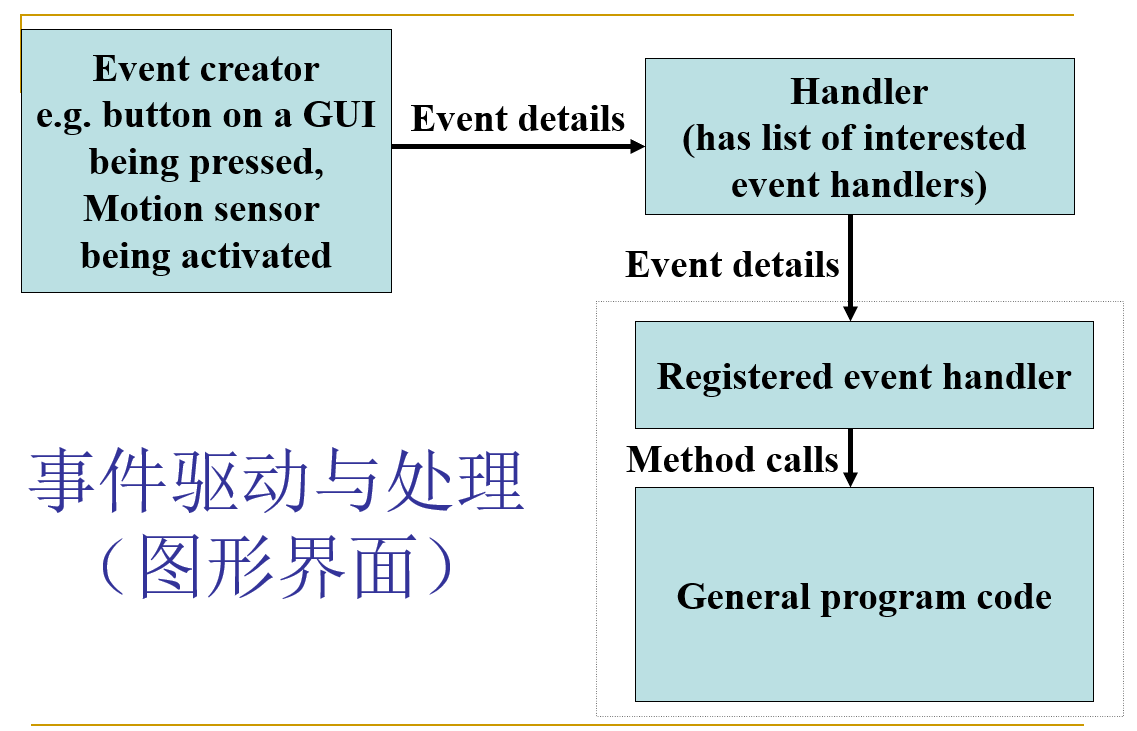 Event creator
e.g. button on a GUI
being pressed,
Motion sensor
being activated
Event details
Handler
(has list of interested
event handlers)
Event details
Registered event handler
Method calls
General program code
事件驱动与处理
（图形界面）